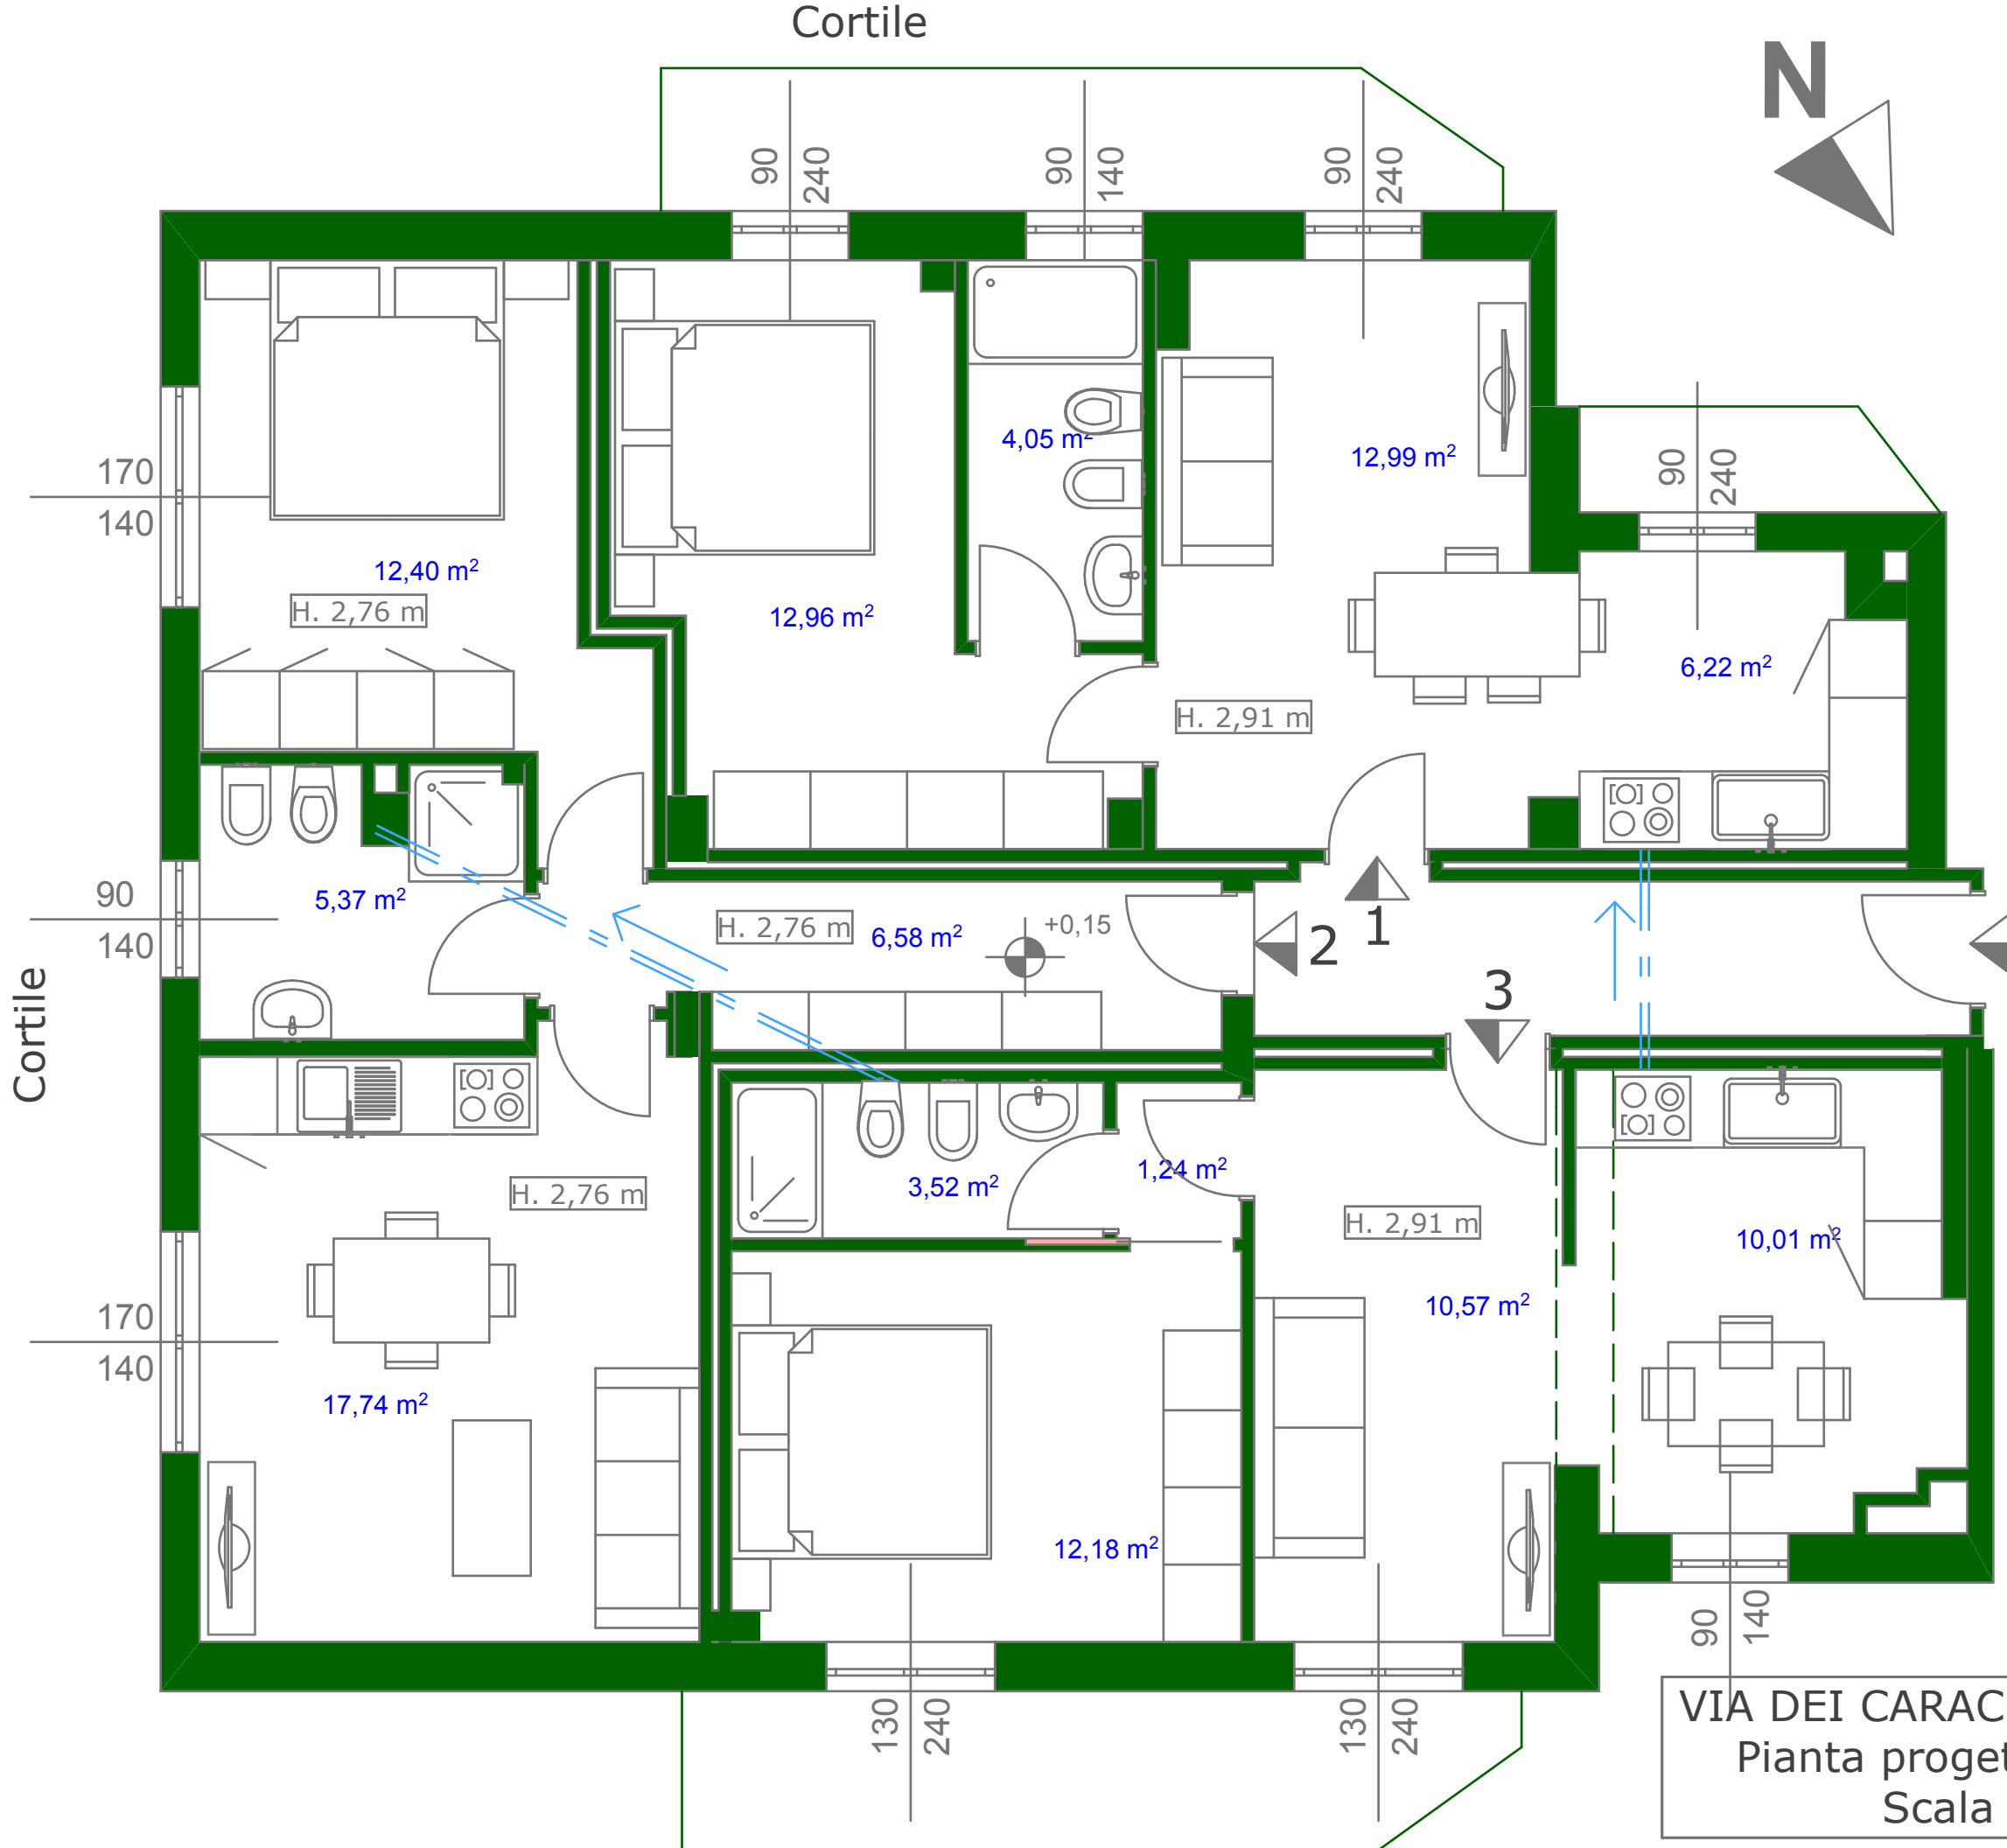 Cortile
N
90
240
90
140
90
240
90
240
170
140
4,05 m²
12,99 m²
12,40 m²
H. 2,76 m
12,96 m²
6,22 m²
H. 2,91 m
90
140
5,37 m²
H. 2,76 m
6,58 m²
+0,15
2
1
3
Cortile
H. 2,76 m
3,52 m²
1,24 m²
H. 2,91 m
10,01 m²
10,57 m²
170
140
17,74 m²
12,18 m²
90
140
130
240
130
240
VIA DEI CARAC
Pianta proget
Scala